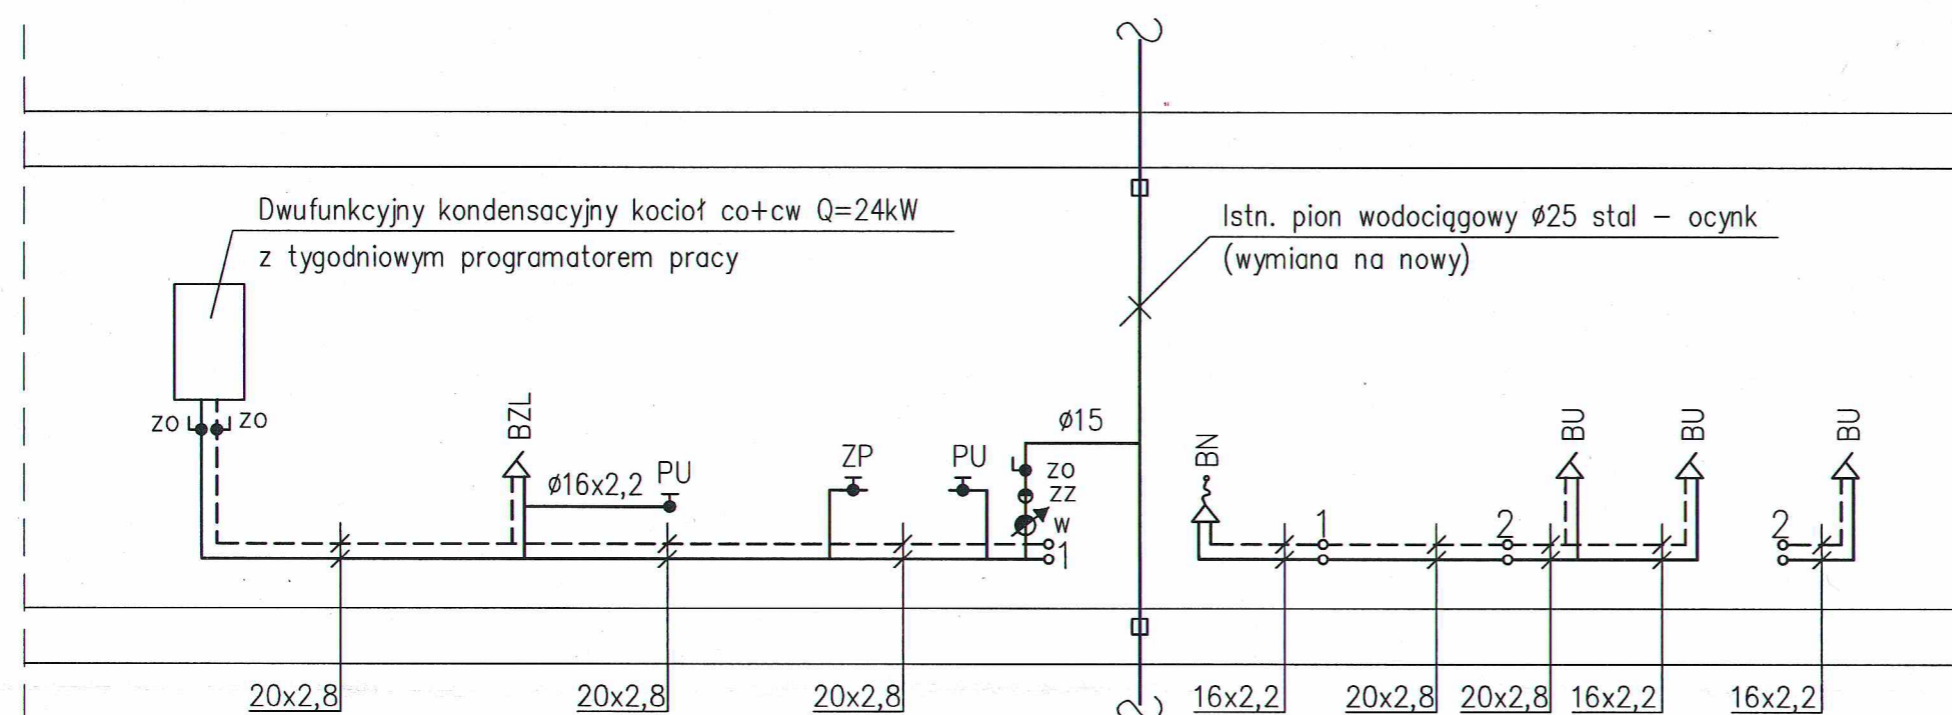 Dwufunkcyjny kondensacyjny kocioł co+cw Q=24kW
z tygodniowym programatorem pracy
Istn. pion wodociągowy ø25 stal – ocynk
(wymiana na nowy)
zo
zo
BZL
ø16x2,2
PU
ZP
PU
ø15
zo
zz
w
1
BN
1
2
BU
BU
2
BU
20x2,8
20x2,8
20x2,8
16x2,2
20x2,8
20x2,8
16x2,2
16x2,2